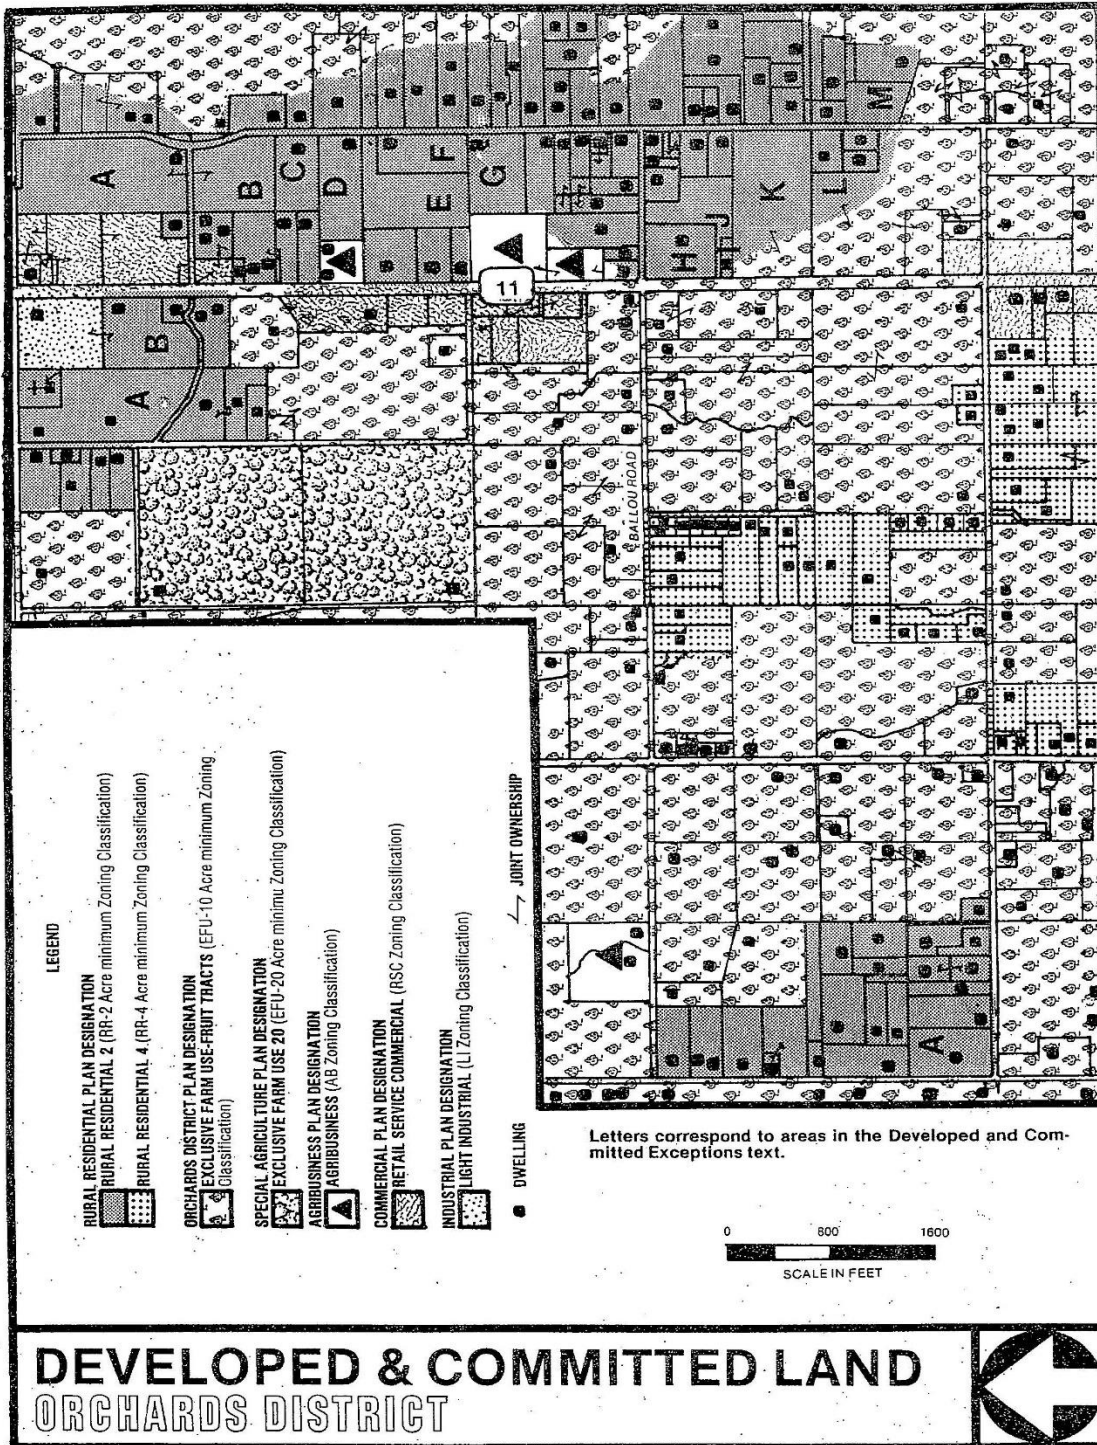 A
B
C
D
E
F
G
H
I
J
K
L
M
11
B
A
BALLOU ROAD
A
LEGEND
RURAL RESIDENTIAL PLAN DESIGNATION
RURAL RESIDENTIAL 2 (RR-2 Acre minimum Zoning Classification)
RURAL RESIDENTIAL 4 (RR-4 Acre minimum Zoning Classification)
ORCHARDS DISTRICT PLAN DESIGNATION
EXCLUSIVE FARM USE-FRUIT TRACTS (EFU-10 Acre minimum Zoning
Classification)
SPECIAL AGRICULTURE PLAN DESIGNATION
EXCLUSIVE FARM USE 20 (EFU-20 Acre minimu Zoning Classification)
AGRIBUSINESS PLAN DESIGNATION
AGRIBUSINESS (AB Zoning Classification)
COMMERCIAL PLAN DESIGNATION
RETAIL SERVICE COMMERCIAL (RSC Zoning Classification)
INDUSTRIAL PLAN DESIGNATION
LIGHT INDUSTRIAL (LI Zoning Classification)
DWELLING
JOINT OWNERSHIP
Letters correspond to areas in the Developed and Com-
mitted Exceptions text.
0 800 1600
SCALE IN FEET
DEVELOPED & COMMITTED LAND
ORCHARDS DISTRICT